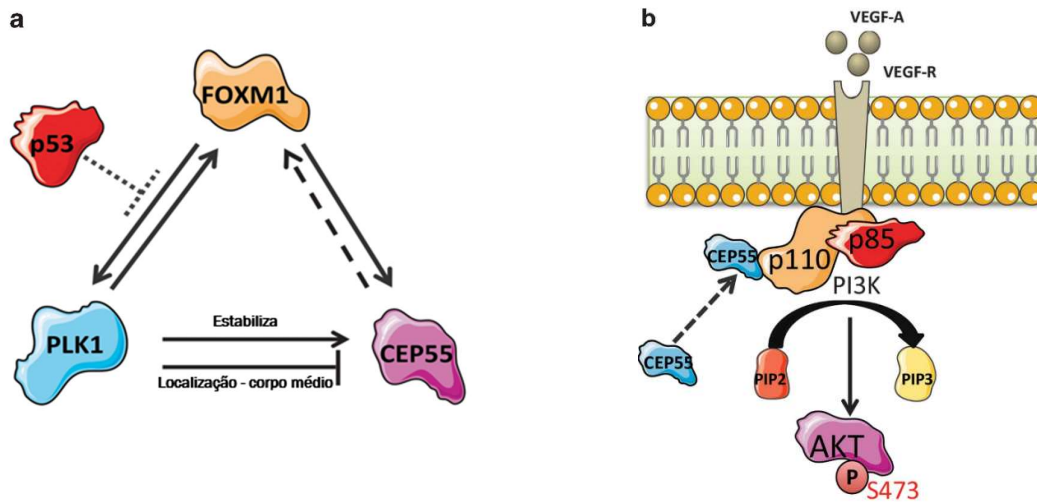 a
FOXM1
p53
PLK1
Estabiliza
CEP55
Localização - corpo médio
b
VEGF-A
VEGF-R
CEP55
p110
p85
PI3K
CEP55
PIP2
PIP3
AKT
P
S473